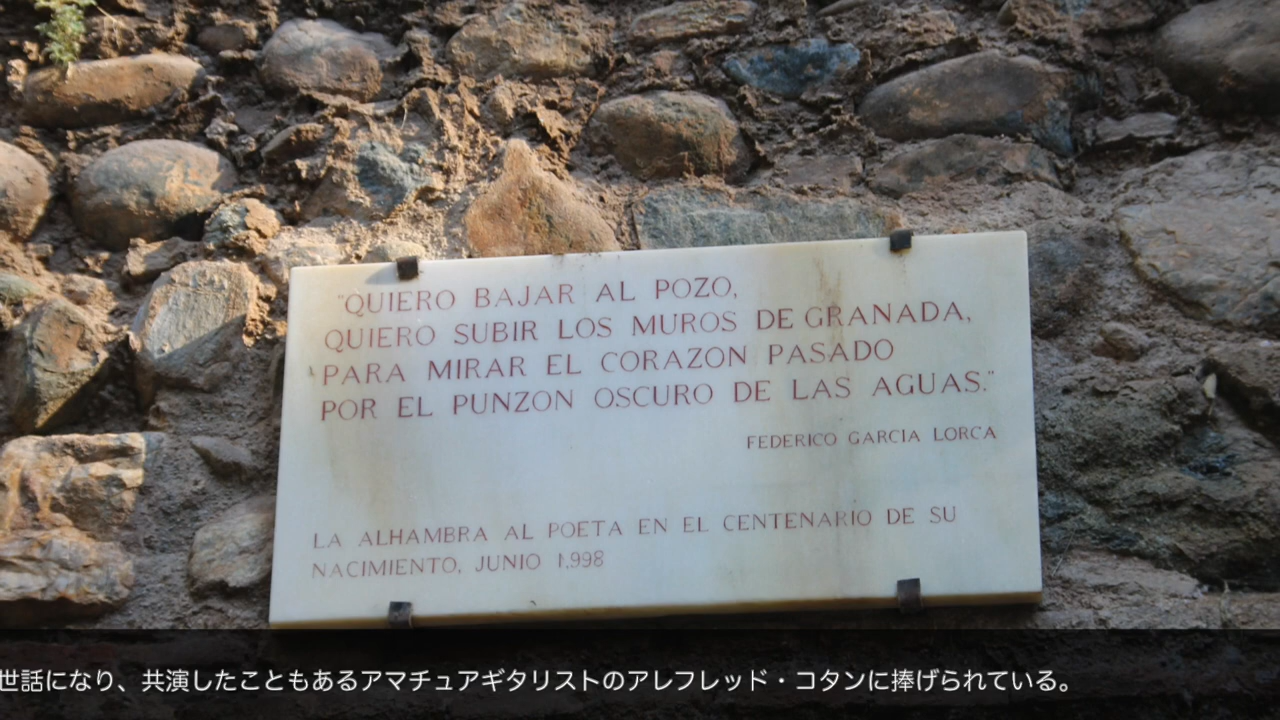 "QUIERO BAJAR AL POZO,
QUIERO SUBIR LOS MUROS DE GRANADA,
PARA MIRAR EL CORAZON PASADO
POR EL PUNZON OSCURO DE LAS AGUAS."
FEDERICO GARCIA LORCA
LA ALHAMBRA AL POETA EN EL CENTENARIO DE SU
NACIMIENTO, JUNIO 1,998
世話になり、共演したこともあるアマチュアギタリストのアレフレッド・コタンに捧げられている。